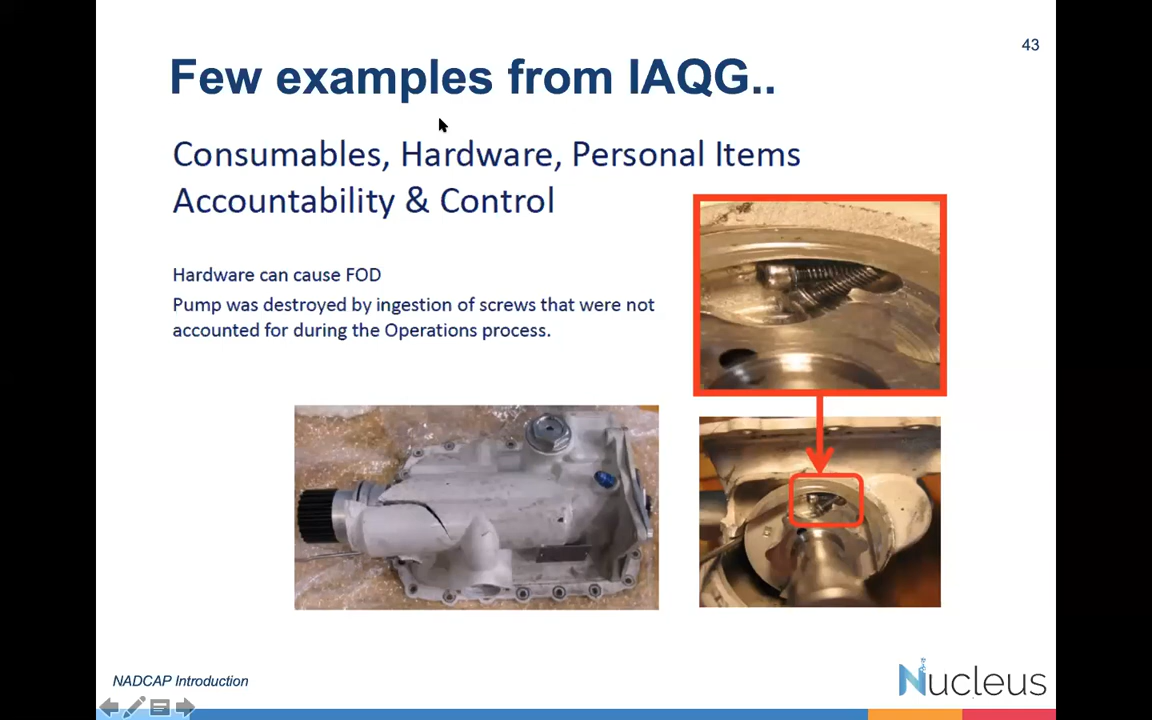 43
Few examples from IAQG..
Consumables, Hardware, Personal Items
Accountability & Control
Hardware can cause FOD
Pump was destroyed by ingestion of screws that were not
accounted for during the Operations process.
NADCAP Introduction
Nucleus